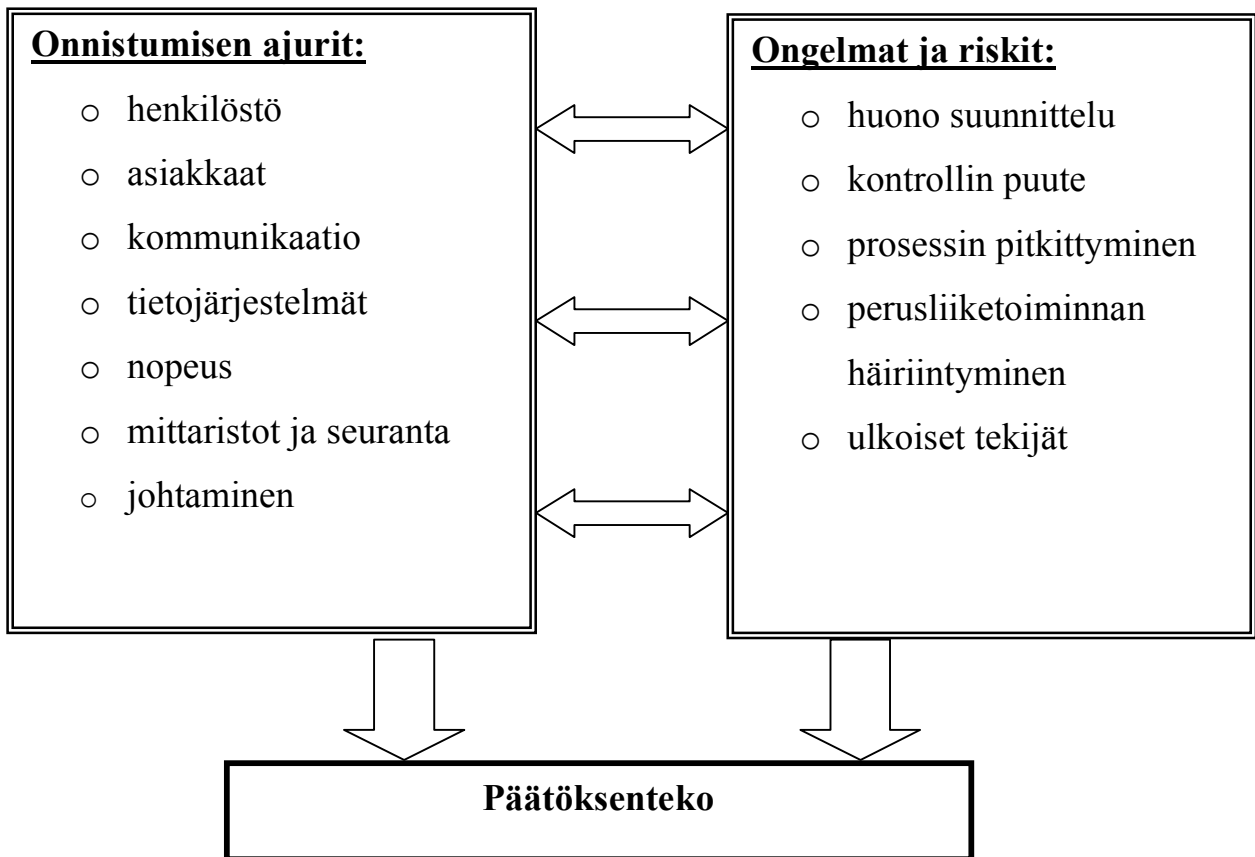 Onnistumisen ajurit:
o henkilöstö
o asiakkaat
o kommunikaatio
o tietojärjestelmät
o nopeus
o mittaristot ja seuranta
o johtaminen
Ongelmat ja riskit:
o huono suunnittelu
o kontrollin puute
o prosessin pitkittyminen
o perusliiketoiminnan
häiriintyminen
o ulkoiset tekijät
Päätöksenteko